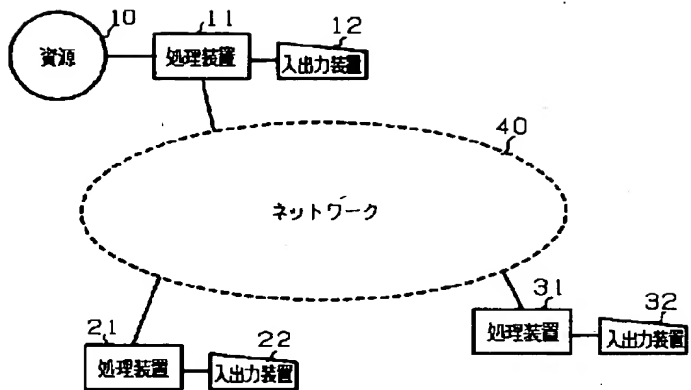 10
11
12
資源
処理装置
入出力装置
40
ネットワーク
31
32
処理装置
入出力装置
21
22
処理装置
入出力装置